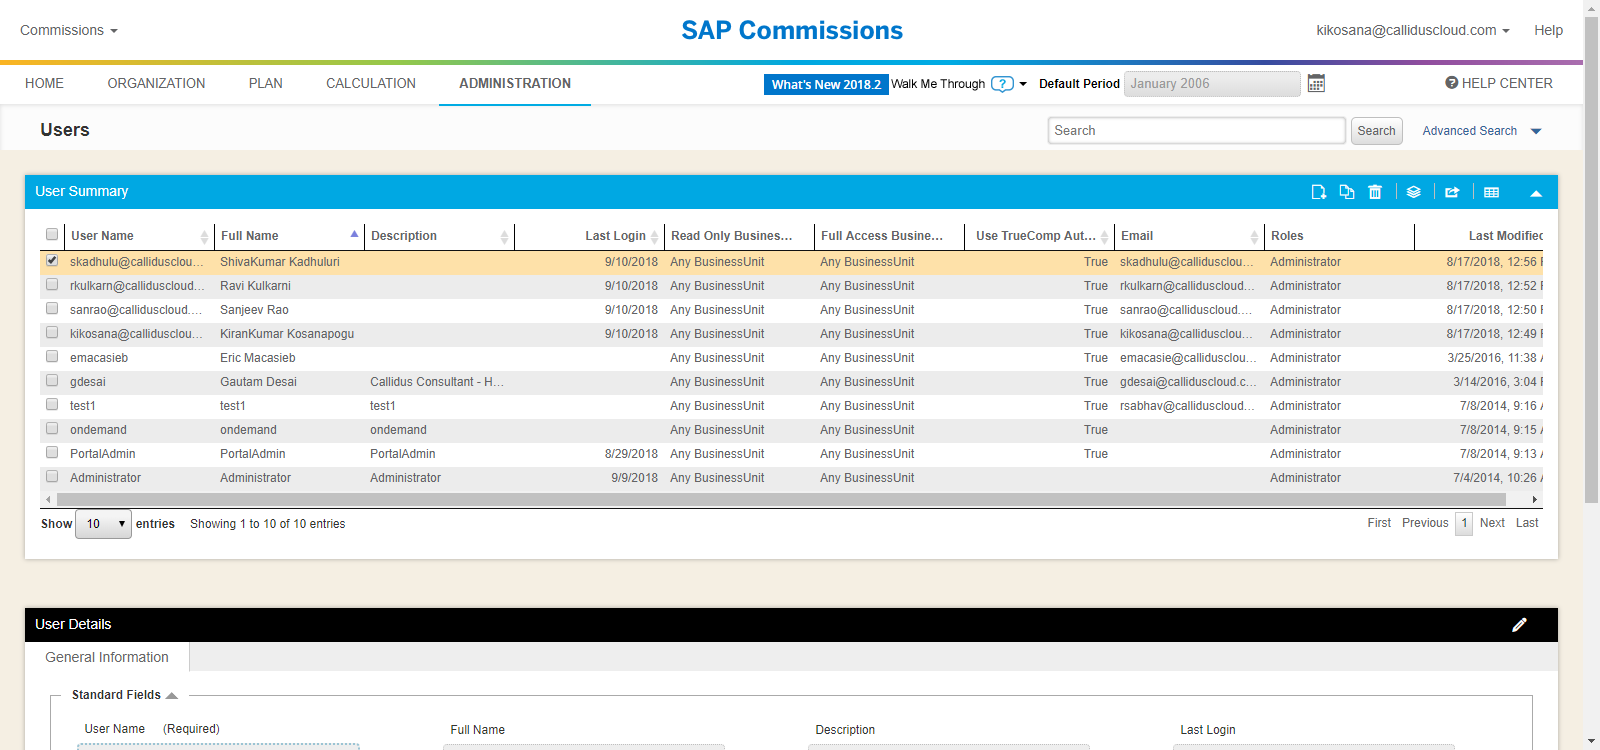 Commissions
SAP Commissions
kikosana@calliduscloud.com
Help
HOME ORGANIZATION PLAN CALCULATION ADMINISTRATION
What's New 2018.2 Walk Me Through ? Default Period January 2006
HELP CENTER
Users
Search Search Advanced Search
User Summary
User Name Full Name Description Last Login Read Only Busines... Full Access Busine... Use TrueComp Aut... Email Roles Last Modified
skadhulu@calliduscloud... ShivaKumar Kadhuluri 9/10/2018 Any BusinessUnit Any BusinessUnit True skadhulu@calliduscloud... Administrator 8/17/2018, 12:56
rkulkarn@calliduscloud... Ravi Kulkarni Any BusinessUnit Any BusinessUnit True rkulkarn@calliduscloud... Administrator 8/17/2018, 12:52
sanrao@calliduscloud.... Sanjeev Rao 9/10/2018 Any BusinessUnit Any BusinessUnit True sanrao@calliduscloud.... Administrator 8/17/2018, 12:50
kikosana@callidusclou... KiranKumar Kosanapogu 9/10/2018 Any BusinessUnit Any BusinessUnit True kikosana@callidusclou... Administrator 8/17/2018, 12:49
emacasieb Eric Macasieb Any BusinessUnit Any BusinessUnit True emacasie@callidusclou... Administrator 3/25/2016, 11:38
gdesai Gautam Desai Callidus Consultant - H... Any BusinessUnit Any BusinessUnit True gdesai@calliduscloud.c... Administrator 3/14/2016, 3:04
test1 test1 test1 Any BusinessUnit Any BusinessUnit True rsabhav@calliduscloud... Administrator 7/8/2014, 9:16
ondemand ondemand ondemand Any BusinessUnit Any BusinessUnit True Administrator 7/8/2014, 9:15
PortalAdmin PortalAdmin PortalAdmin 8/29/2018 Any BusinessUnit Any BusinessUnit True Administrator 7/8/2014, 9:13
Administrator Administrator Administrator 9/9/2018 Any BusinessUnit Any BusinessUnit Administrator 7/4/2014, 10:26
Show 10 entries Showing 1 to 10 of 10 entries
First Previous 1 Next Last
User Details
General Information
Standard Fields
User Name (Required) Full Name Description Last Login